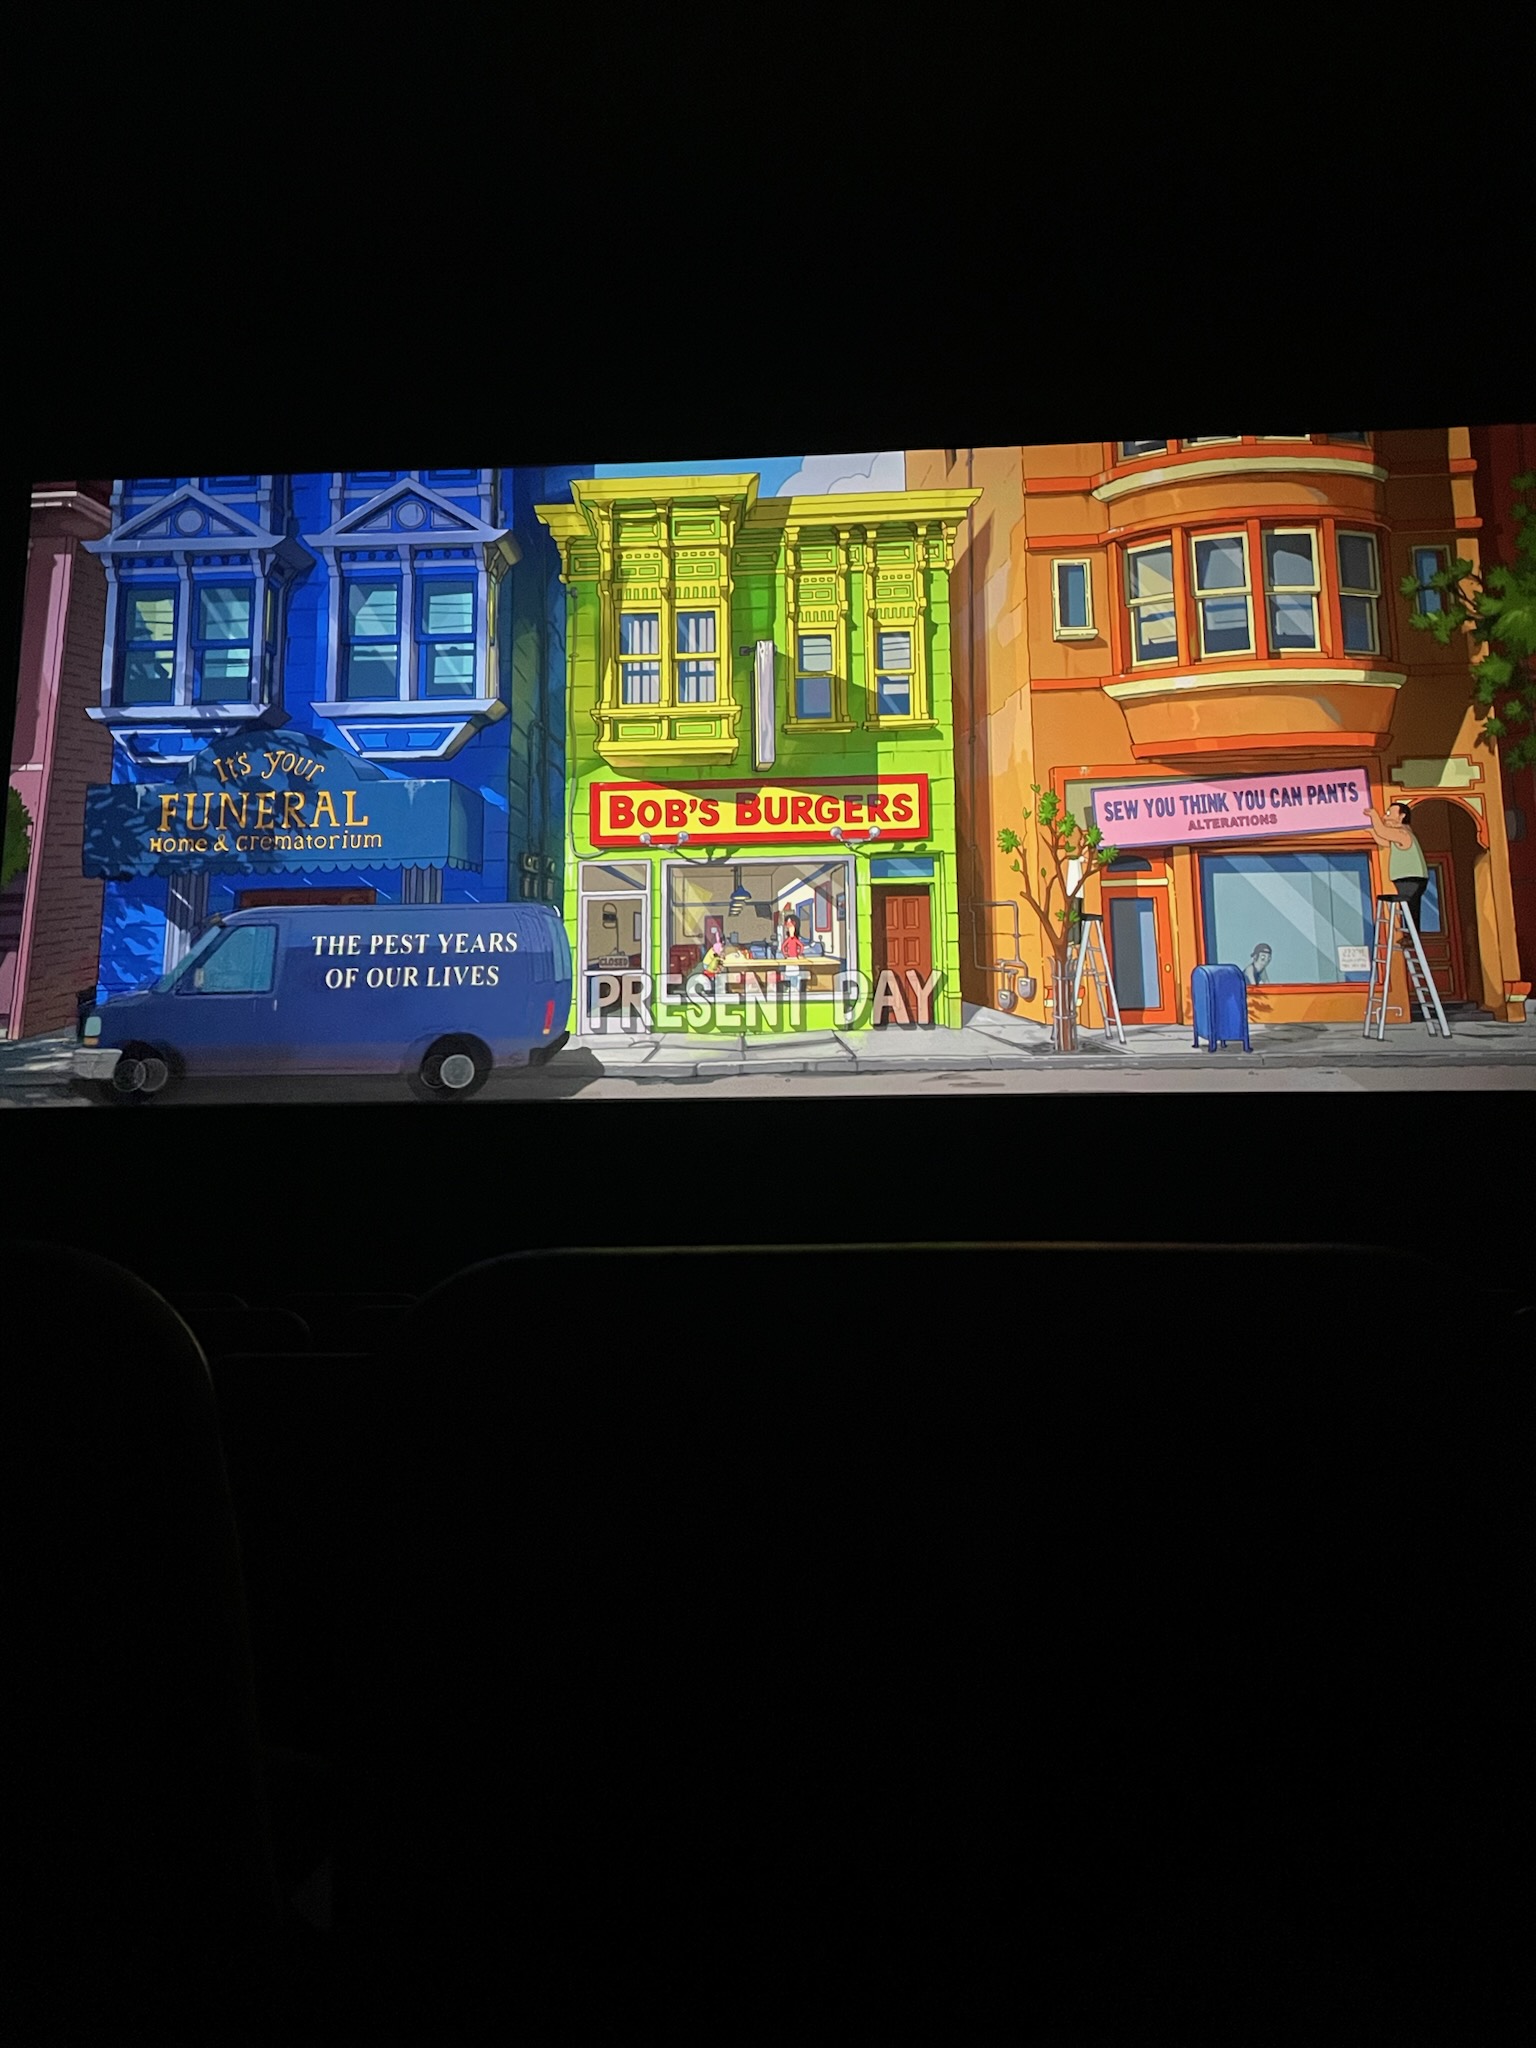 It's your
FUNERAL
Home & crematorium
THE PEST YEARS
OF OUR LIVES
BOB'S BURGERS
CLOSED
PRESENT DAY
SEW YOU THINK YOU CAN PANTS
ALTERATIONS